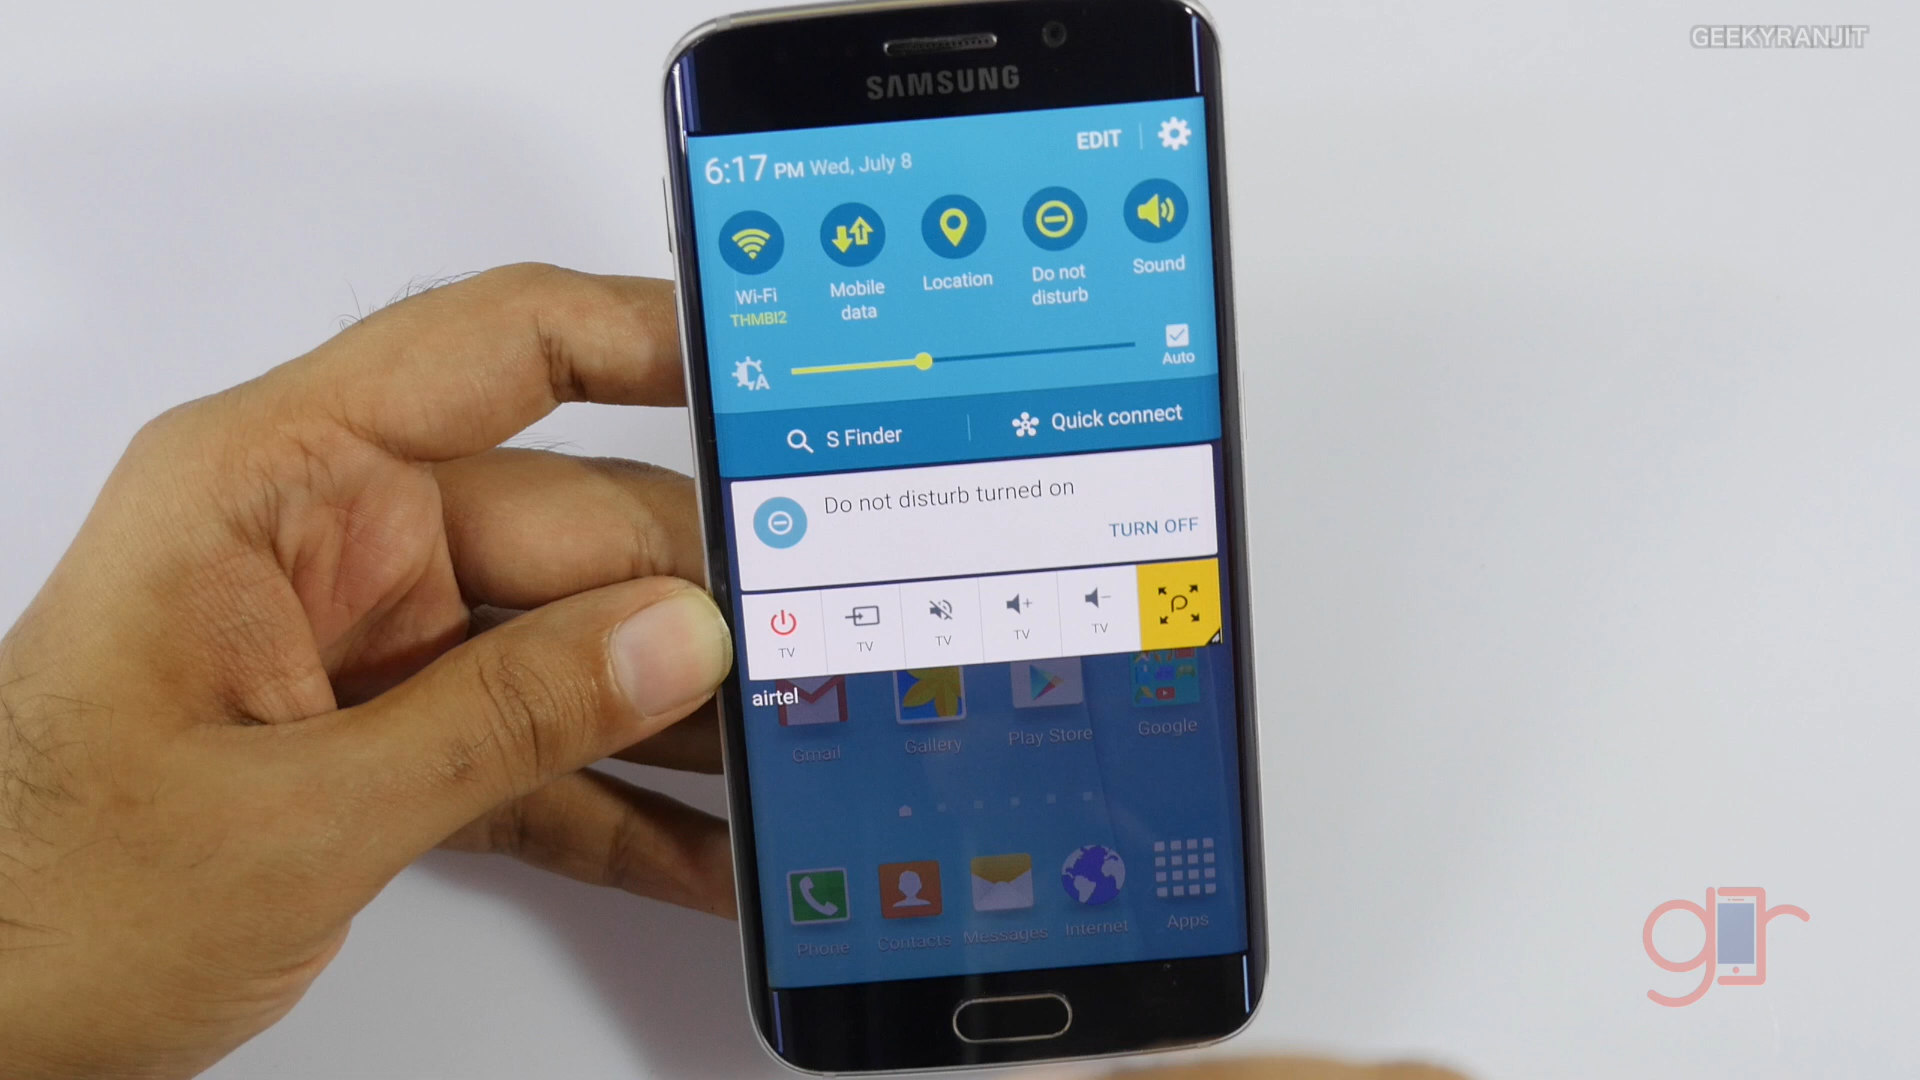 GEEKYRANJIT
SAMSUNG
EDIT
6:17 PM Wed, July 8
Wi-Fi
THMBI2
Mobile
data
Location
Do not
disturb
Sound
A
Auto
S Finder
Quick connect
Do not disturb turned on
TURN OFF
TV
TV
TV
TV
TV
airtel
Gmail
Gallery
Play Store
Google
Phone
Contacts
Messages
Internet
Apps
gr